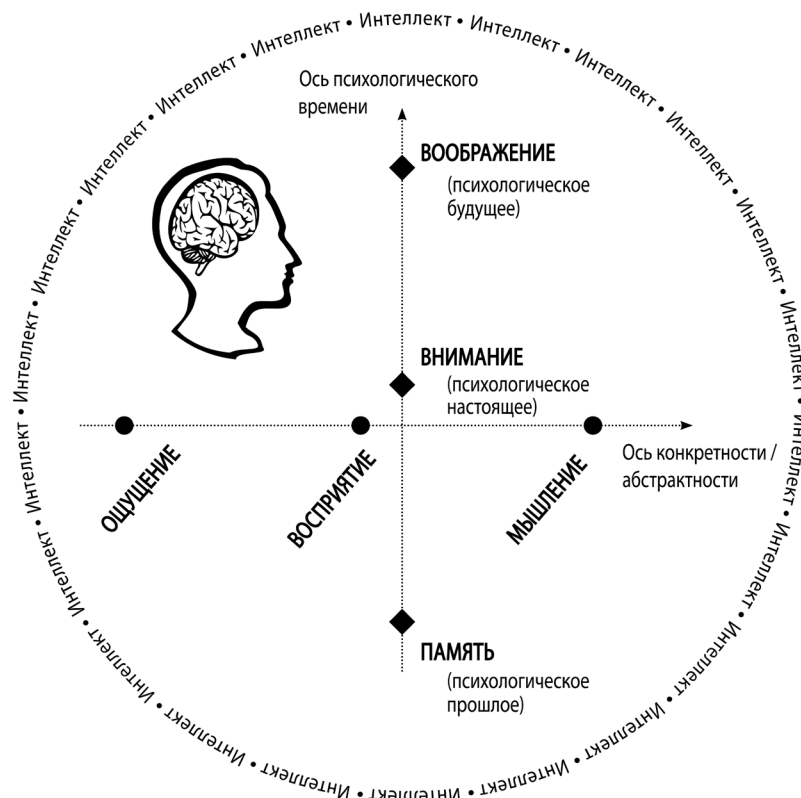 Интеллект • Интеллект • Интеллект • Интеллект • Интеллект • Интеллект • Интеллект • Интеллект • Интеллект • Интеллект • Интеллект • Интеллект • Интеллект • Интеллект • Интеллект • Интеллект • Интеллект • Интеллект • Интеллект • Интеллект • Интеллект • Интеллект • Интеллект • Интеллект •
Ось психологического
времени
ВООБРАЖЕНИЕ
(психологическое
будущее)
ВНИМАНИЕ
(психологическое
настоящее)
Ось конкретности /
абстрактности
ОЩУЩЕНИЕ
ВОСПРИЯТИЕ
МЫШЛЕНИЕ
ПАМЯТЬ
(психологическое
прошлое)